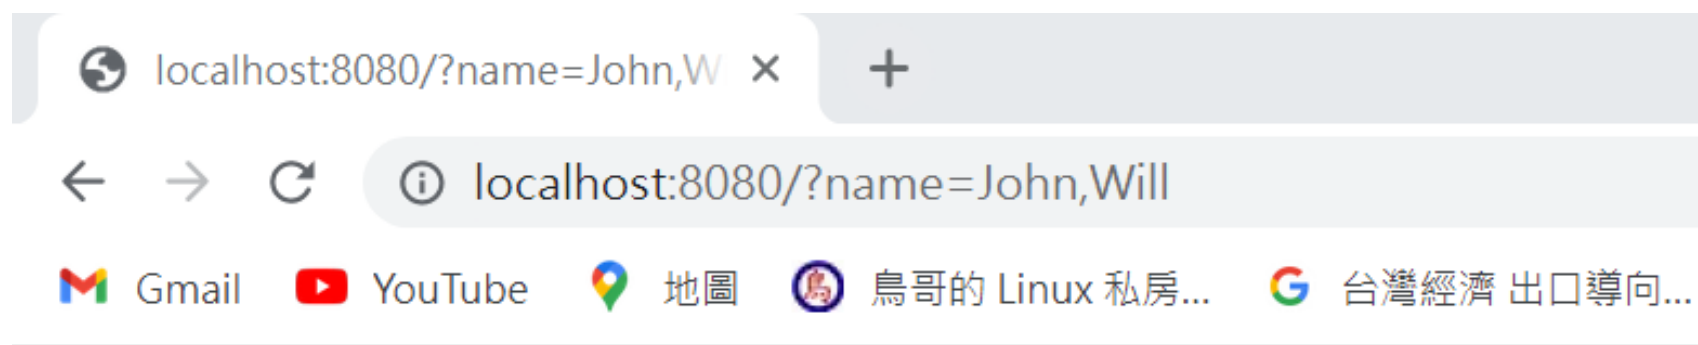 localhost:8080/?name=John,W
localhost:8080/?name=John,Will
Gmail YouTube 地圖 鳥哥的 Linux 私房... 台灣經濟 出口導向...